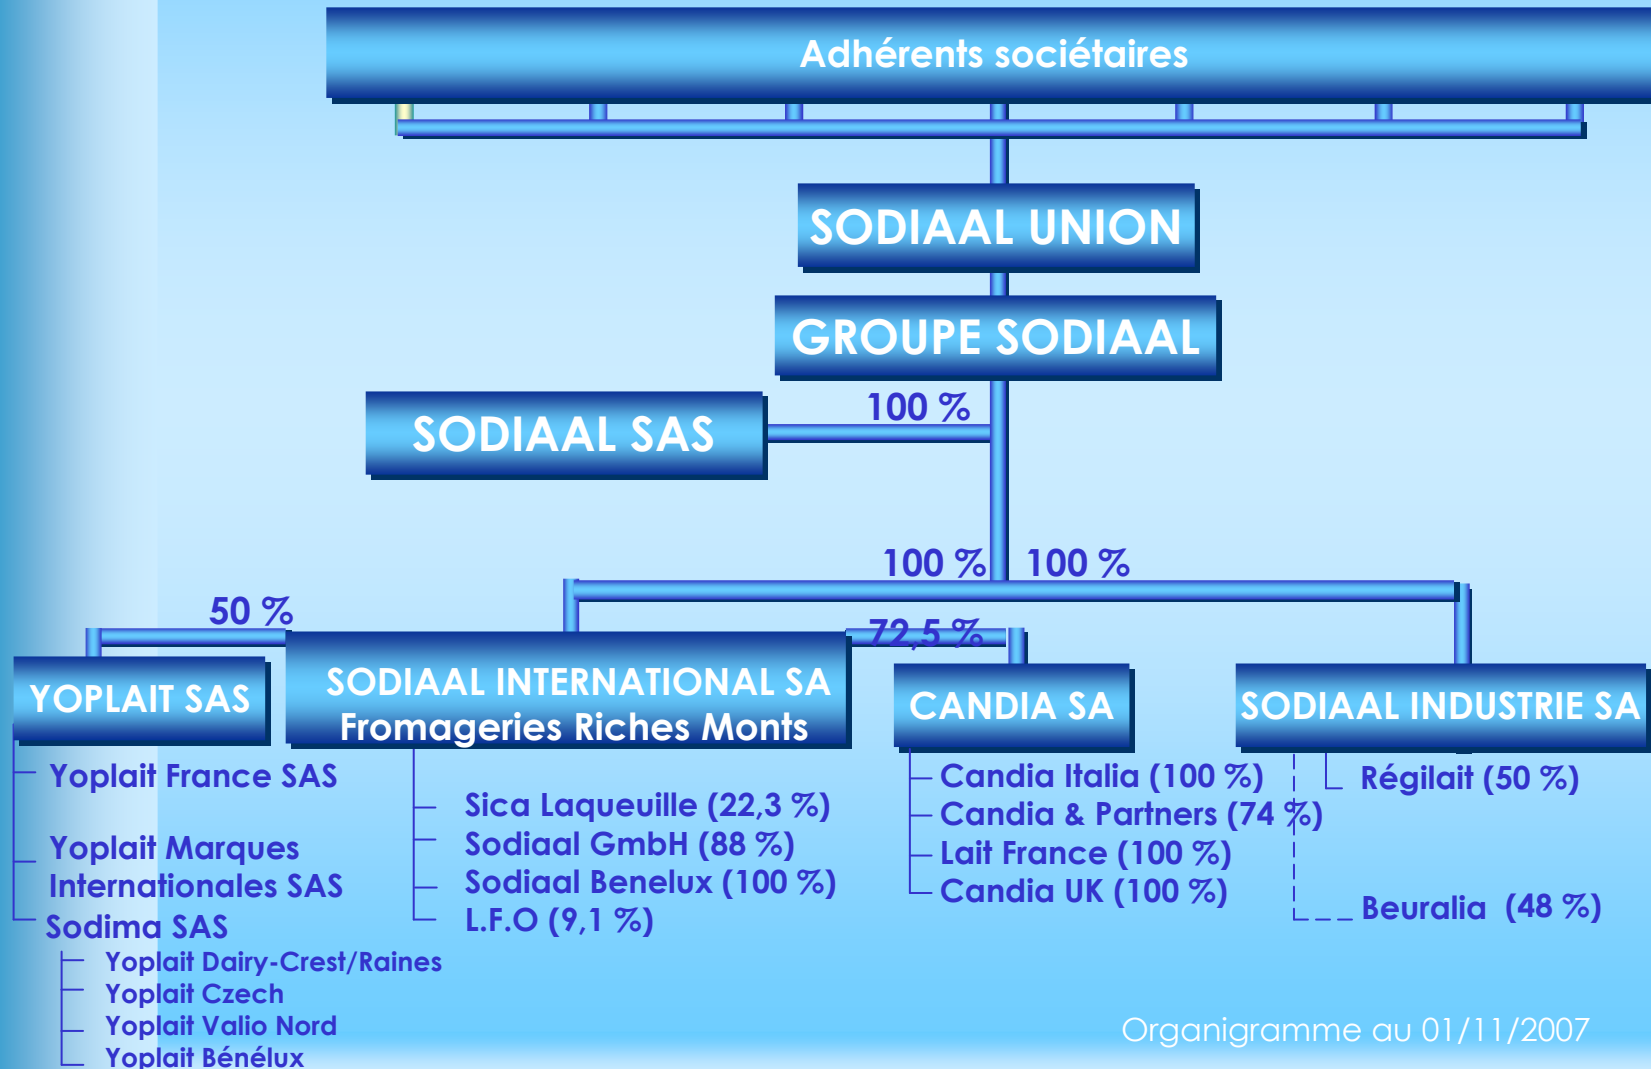 Adhérents sociétaires
SODIAAL UNION
GROUPE SODIAAL
100 %
SODIAAL SAS
100 %
100 %
50 %
72,5 %
YOPLAIT SAS
SODIAAL INTERNATIONAL SA
Fromageries Riches Monts
CANDIA SA
SODIAAL INDUSTRIE SA
Yoplait France SAS
Yoplait Marques
Internationales SAS
Sodima SAS
Yoplait Dairy-Crest/Raines
Yoplait Czech
Yoplait Valio Nord
Yoplait Bénélux
Sica Laqueuille (22,3 %)
Sodiaal GmbH (88 %)
Sodiaal Benelux (100 %)
L.F.O (9,1 %)
Candia Italia (100 %)
Candia & Partners (74 %)
Lait France (100 %)
Candia UK (100 %)
Régilait (50 %)
Beuralia (48 %)
Organigramme au 01/11/2007